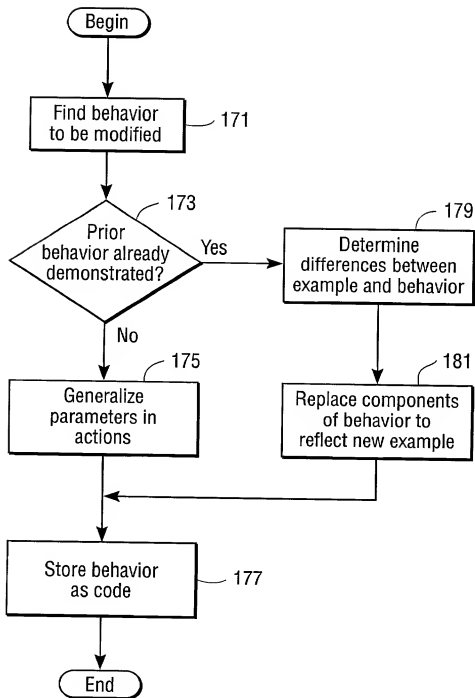 Begin
Find behavior
to be modified
171
173
Prior
behavior already
demonstrated?
Yes
No
179
Determine
differences between
example and behavior
175
Generalize
parameters in
actions
181
Replace components
of behavior to
reflect new example
Store behavior
as code
177
End